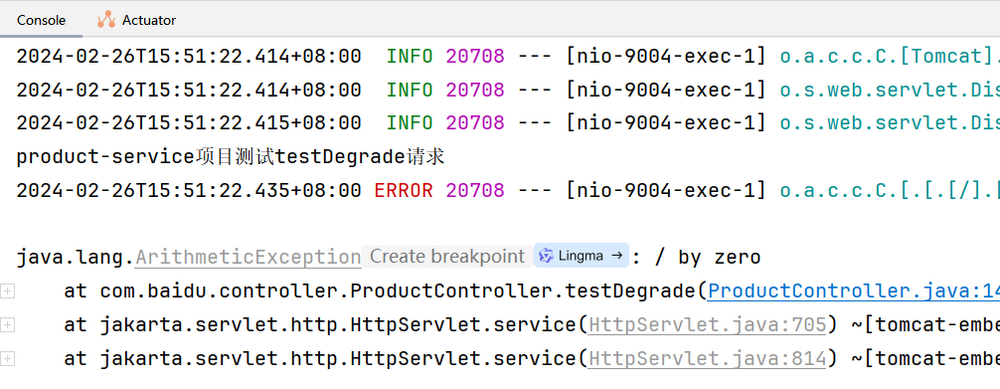 Console Actuator
2024-02-26T15:51:22.414+08:00  INFO 20708 --- [nio-9004-exec-1] o.a.c.c.C.[Tomcat].
2024-02-26T15:51:22.414+08:00  INFO 20708 --- [nio-9004-exec-1] o.s.web.servlet.Dis
2024-02-26T15:51:22.415+08:00  INFO 20708 --- [nio-9004-exec-1] o.s.web.servlet.Dis
product-service项目测试testDegrade请求
2024-02-26T15:51:22.435+08:00 ERROR 20708 --- [nio-9004-exec-1] o.a.c.c.C.[.[.[/].[
java.lang.ArithmeticException Create breakpoint Lingma → : / by zero
at com.baidu.controller.ProductController.testDegrade(ProductController.java:14
at jakarta.servlet.http.HttpServlet.service(HttpServlet.java:705) ~[tomcat-embe
at jakarta.servlet.http.HttpServlet.service(HttpServlet.java:814) ~[tomcat-embe